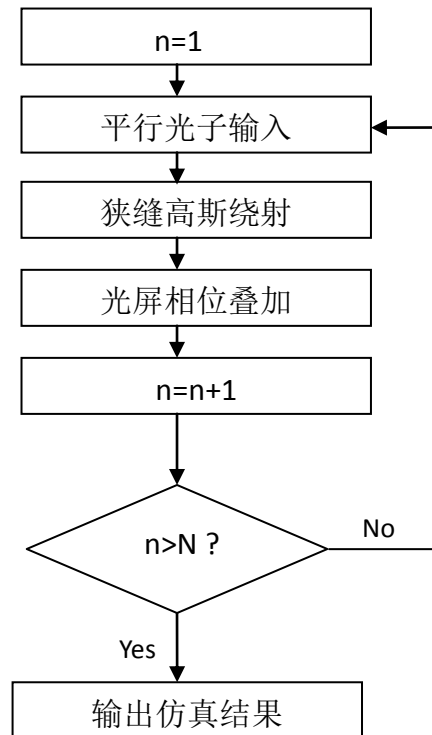 n=1
平行光子输入
狭缝高斯绕射
光屏相位叠加
n=n+1
n>N ?
No
Yes
输出仿真结果